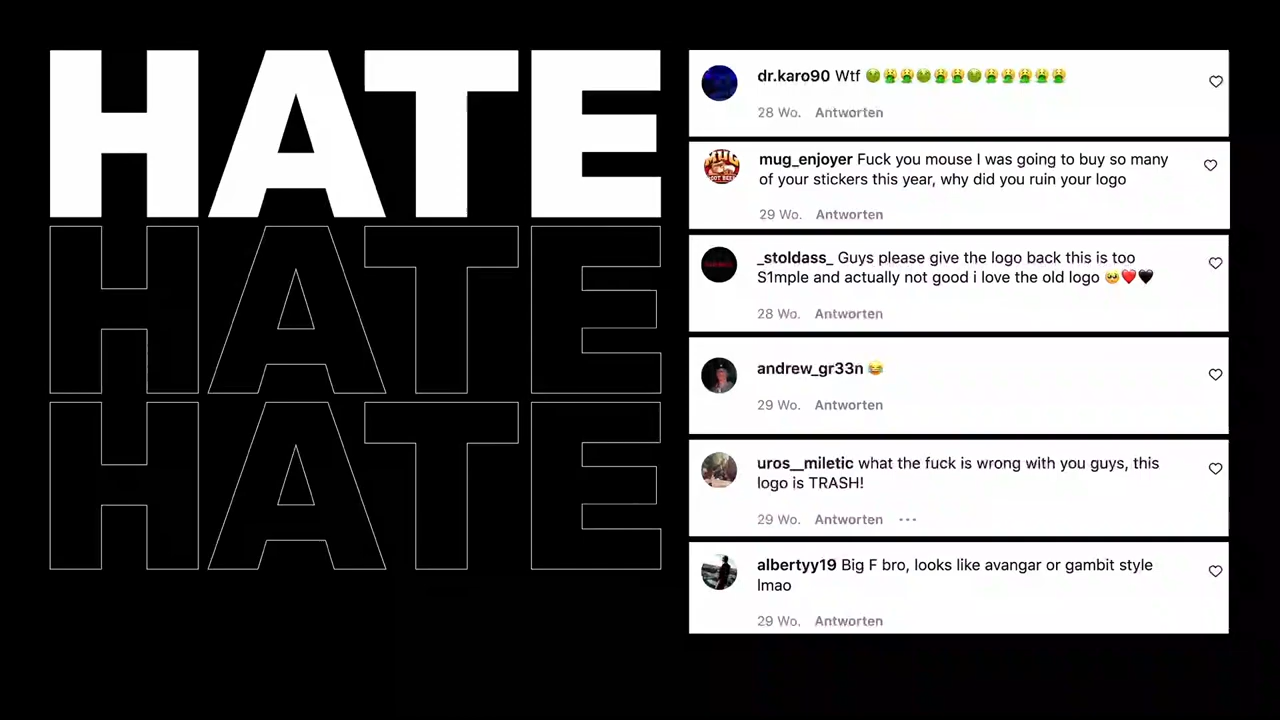 HATE
HATE
HATE
dr.karo90 Wtf 🤢🤮🤮🤢🤮🤮🤢🤮🤮🤮🤮🤮
28 Wo. Antworten
mug_enjoyer Fuck you mouse I was going to buy so many
of your stickers this year, why did you ruin your logo
29 Wo. Antworten
_stoldass_ Guys please give the logo back this is too
S1mple and actually not good i love the old logo 🥹❤️🖤
28 Wo. Antworten
andrew_gr33n 😂
29 Wo. Antworten
uros__miletic what the fuck is wrong with you guys, this
logo is TRASH!
29 Wo. Antworten ...
albertyy19 Big F bro, looks like avangar or gambit style
lmao
29 Wo. Antworten